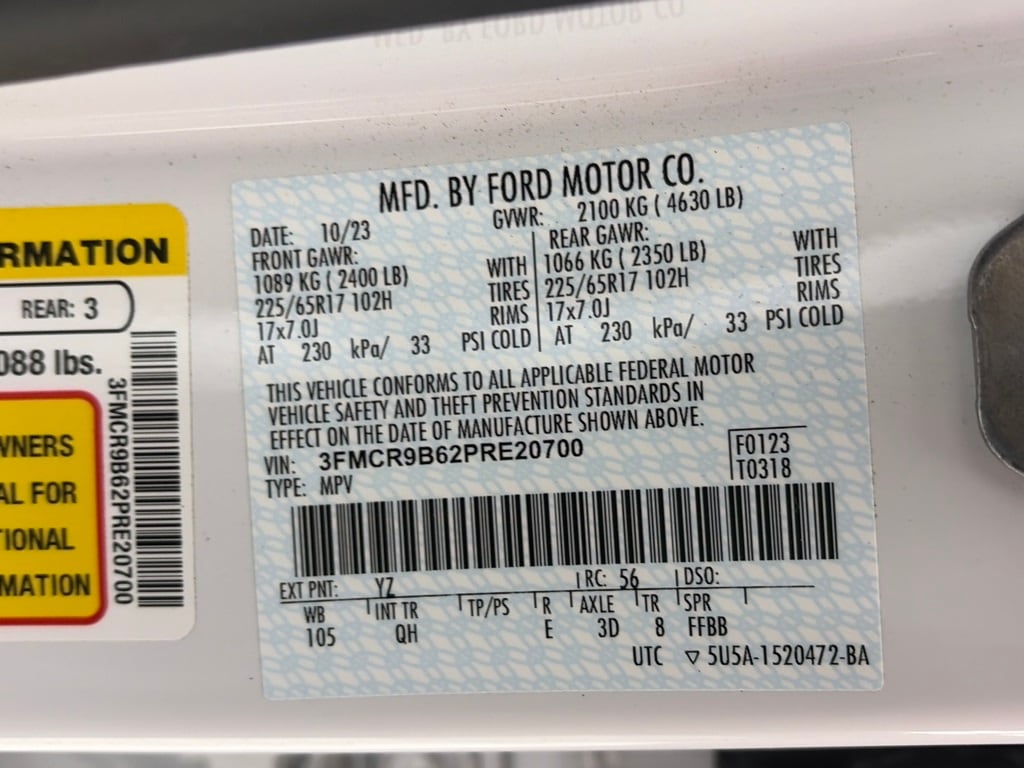 MFD. BY FORD MOTOR CO.
DATE: 10/23 GVWR: 2100 KG ( 4630 LB)
FRONT GAWR: REAR GAWR:
1089 KG ( 2400 LB) WITH 1066 KG ( 2350 LB) WITH
225/65R17 102H TIRES 225/65R17 102H TIRES
17x7.0J RIMS 17x7.0J RIMS
AT 230 kPa/ 33 PSI COLD AT 230 kPa/ 33 PSI COLD
THIS VEHICLE CONFORMS TO ALL APPLICABLE FEDERAL MOTOR
VEHICLE SAFETY AND THEFT PREVENTION STANDARDS IN
EFFECT ON THE DATE OF MANUFACTURE SHOWN ABOVE.
VIN: 3FMCR9B62PRE20700 F0123
TYPE: MPV T0318
EXT PNT: YZ RC: 56 DSO:
WB INT TR TP/PS R AXLE TR SPR
105 QH E 3D 8 FFBB
UTC ▽ 5U5A-1520472-BA
RMATION
REAR: 3
088 lbs.
3FMCR9B62PRE20700
WNERS
AL FOR
TIONAL
MATION